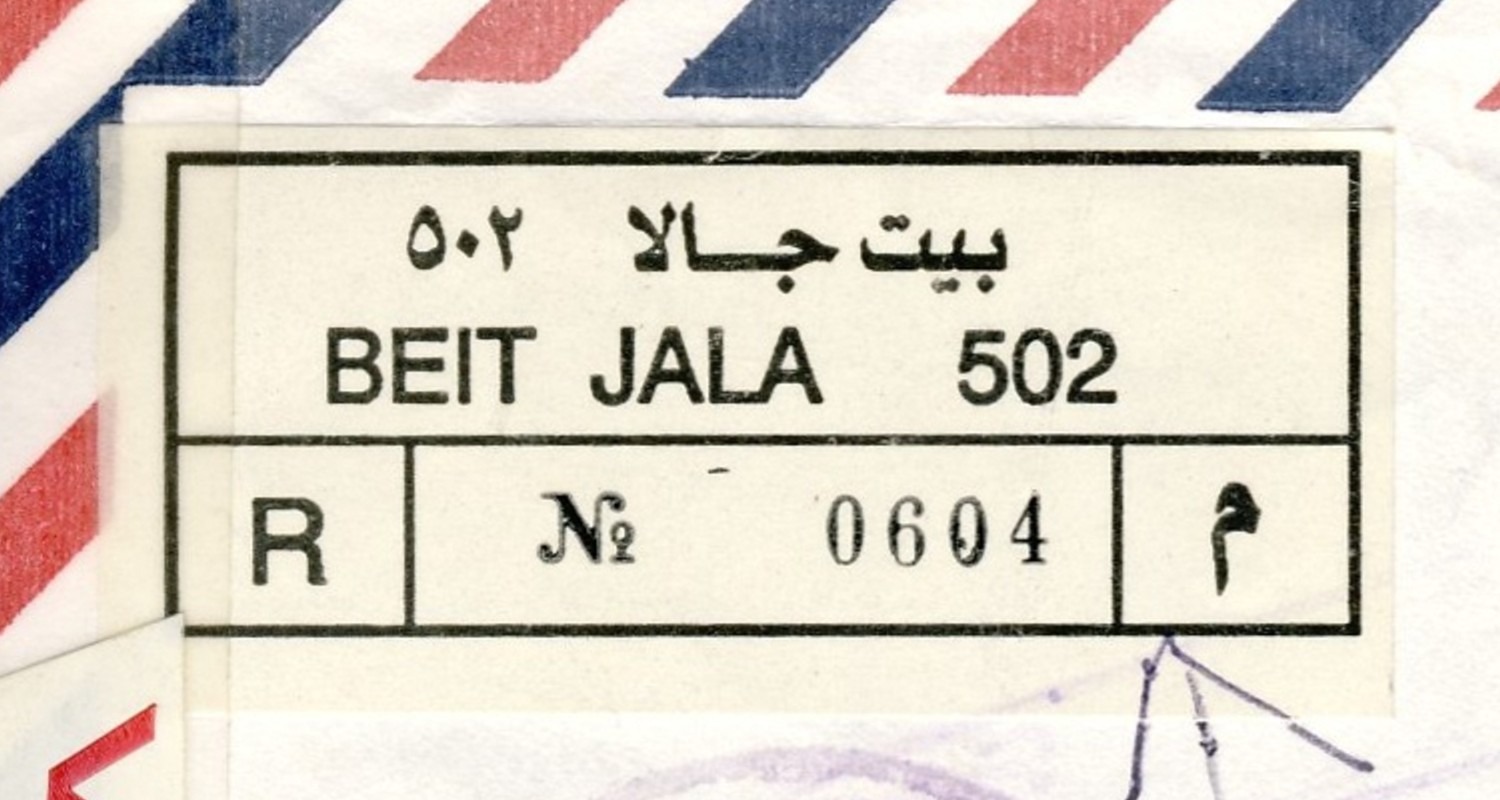 بيت جالا ٥٠٢
BEIT JALA 502
R № 0604 م